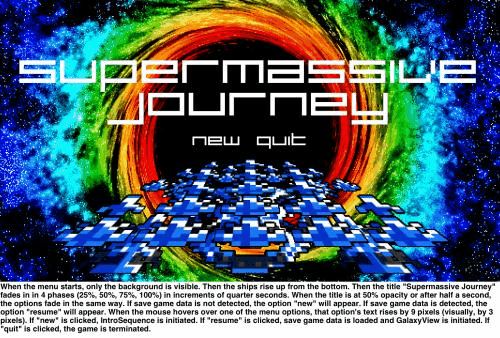 supermassive
journey
new quit
When the menu starts, only the background is visible. Then the ships rise up from the bottom. Then the title "Supermassive Journey"
fades in in 4 phases (25%, 50%, 75%, 100%) in increments of quarter seconds. When the title is at 50% opacity or after half a second,
the options fade in the same way. If save game data is not detected, the option "new" will appear. If save game data is detected, the
option "resume" will appear. When the mouse hovers over one of the menu options, that option's text rises by 9 pixels (visually, by 3
pixels). If "new" is clicked, IntroSequence is initiated. If "resume" is clicked, save game data is loaded and GalaxyView is initiated. If
"quit" is clicked, the game is terminated.